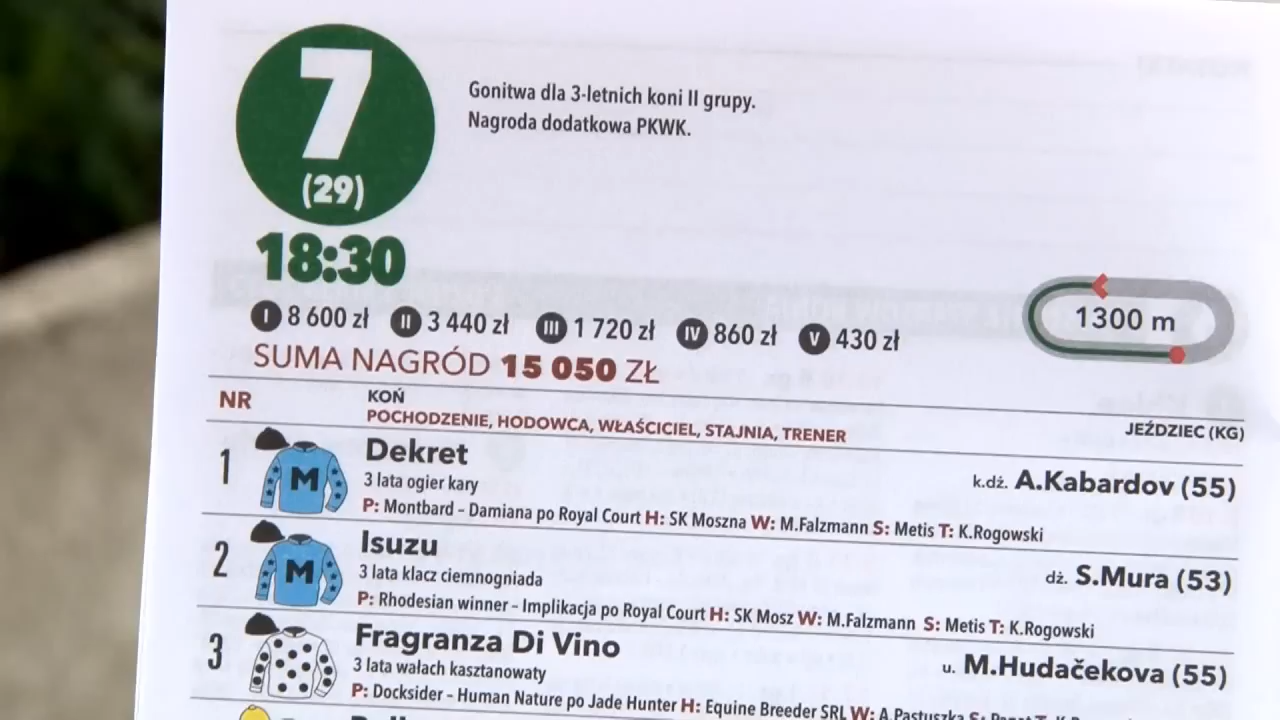 7
(29)
Gonitwa dla 3-letnich koni II grupy.
Nagroda dodatkowa PKWK.
18:30
I 8 600 zł II 3 440 zł III 1 720 zł IV 860 zł V 430 zł
1300 m
SUMA NAGRÓD 15 050 ZŁ
NR KOŃ
POCHODZENIE, HODOWCA, WŁAŚCICIEL, STAJNIA, TRENER JEŹDZIEC (KG)
1 M Dekret
3 lata ogier kary k.dż. A.Kabardov (55)
P: Montbard – Damiana po Royal Court H: SK Moszna W: M.Falzmann S: Metis T: K.Rogowski
2 M Isuzu
3 lata klacz ciemnogniada dż. S.Mura (53)
P: Rhodesian winner – Implikacja po Royal Court H: SK Mosz W: M.Falzmann S: Metis T: K.Rogowski
3 Fragranza Di Vino
3 lata wałach kasztanowaty u. M.Hudačekova (55)
P: Docksider – Human Nature po Jade Hunter H: Equine Breeder SRL W: A.Pastuszka S: